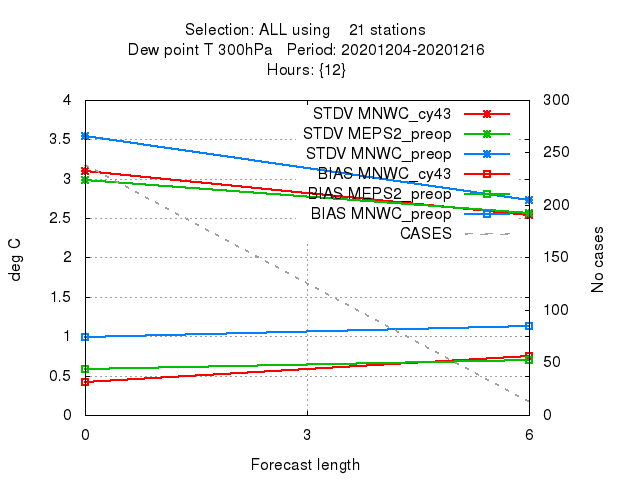 Selection: ALL using    21 stations
Dew point T 300hPa   Period: 20201204-20201216
Hours: {12}
4
3.5
3
2.5
2
1.5
1
0.5
0
deg C
300
250
200
150
100
50
0
No cases
STDV MNWC_cy43
STDV MEPS2_preop
STDV MNWC_preop
BIAS MNWC_cy43
BIAS MEPS2_preop
BIAS MNWC_preop
CASES
0 3 6
Forecast length